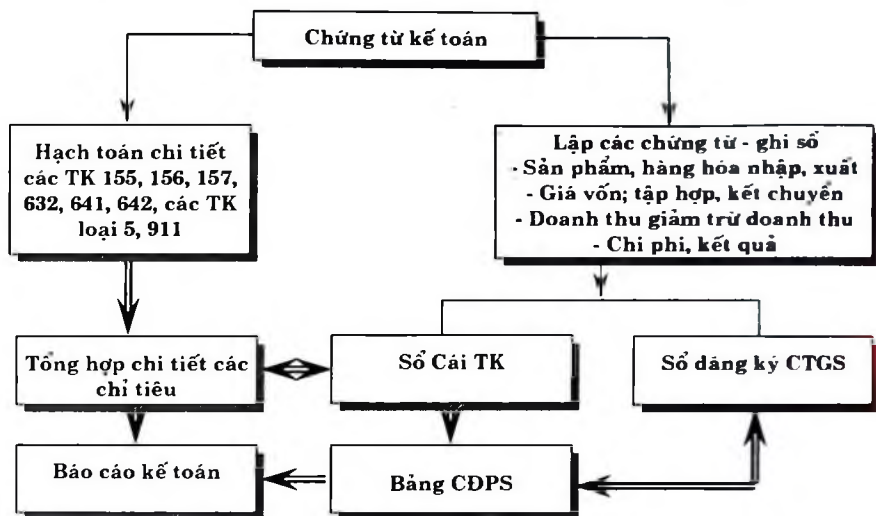 Chứng từ kế toán
Hạch toán chi tiết
các TK 155, 156, 157,
632, 641, 642, các TK
loại 5, 911
Lập các chứng từ - ghi sổ
- Sản phẩm, hàng hóa nhập, xuất
- Giá vốn; tập hợp, kết chuyển
- Doanh thu giảm trừ doanh thu
- Chi phi, kết quả
Tổng hợp chi tiết các
chỉ tiêu
Sổ Cái TK
Sổ đăng ký CTGS
Báo cáo kế toán
Bảng CĐPS